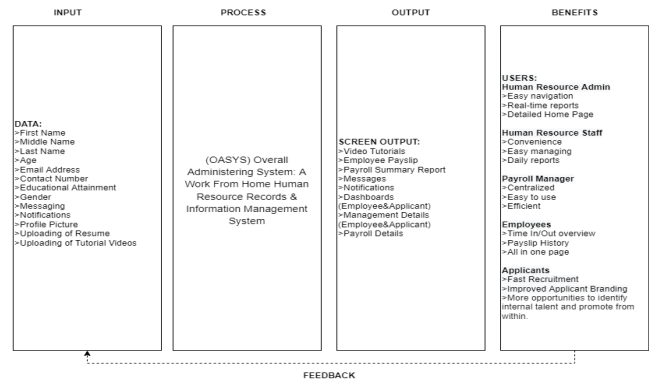 INPUT
PROCESS
OUTPUT
BENEFITS
DATA:
>First Name
>Middle Name
>Last Name
>Age
>Email Address
>Contact Number
>Educational Attainment
>Gender
>Messaging
>Notifications
>Profile Picture
>Uploading of Resume
>Uploading of Tutorial Videos
(OASYS) Overall
Administering System: A
Work From Home Human
Resource Records &
Information Management
System
SCREEN OUTPUT:
>Video Tutorials
>Employee Payslip
>Payroll Summary Report
>Messages
>Notifications
>Dashboards
(Employee&Applicant)
>Management Details
(Employee&Applicant)
>Payroll Details
USERS:
Human Resource Admin
>Easy navigation
>Real-time reports
>Detailed Home Page
Human Resource Staff
>Convenience
>Easy managing
>Daily reports
Payroll Manager
>Centralized
>Easy to use
>Efficient
Employees
>Time In/Out overview
>Payslip History
>All in one page
Applicants
>Fast Recruitment
>Improved Applicant Branding
>More opportunities to identify
internal talent and promote from
within.
FEEDBACK